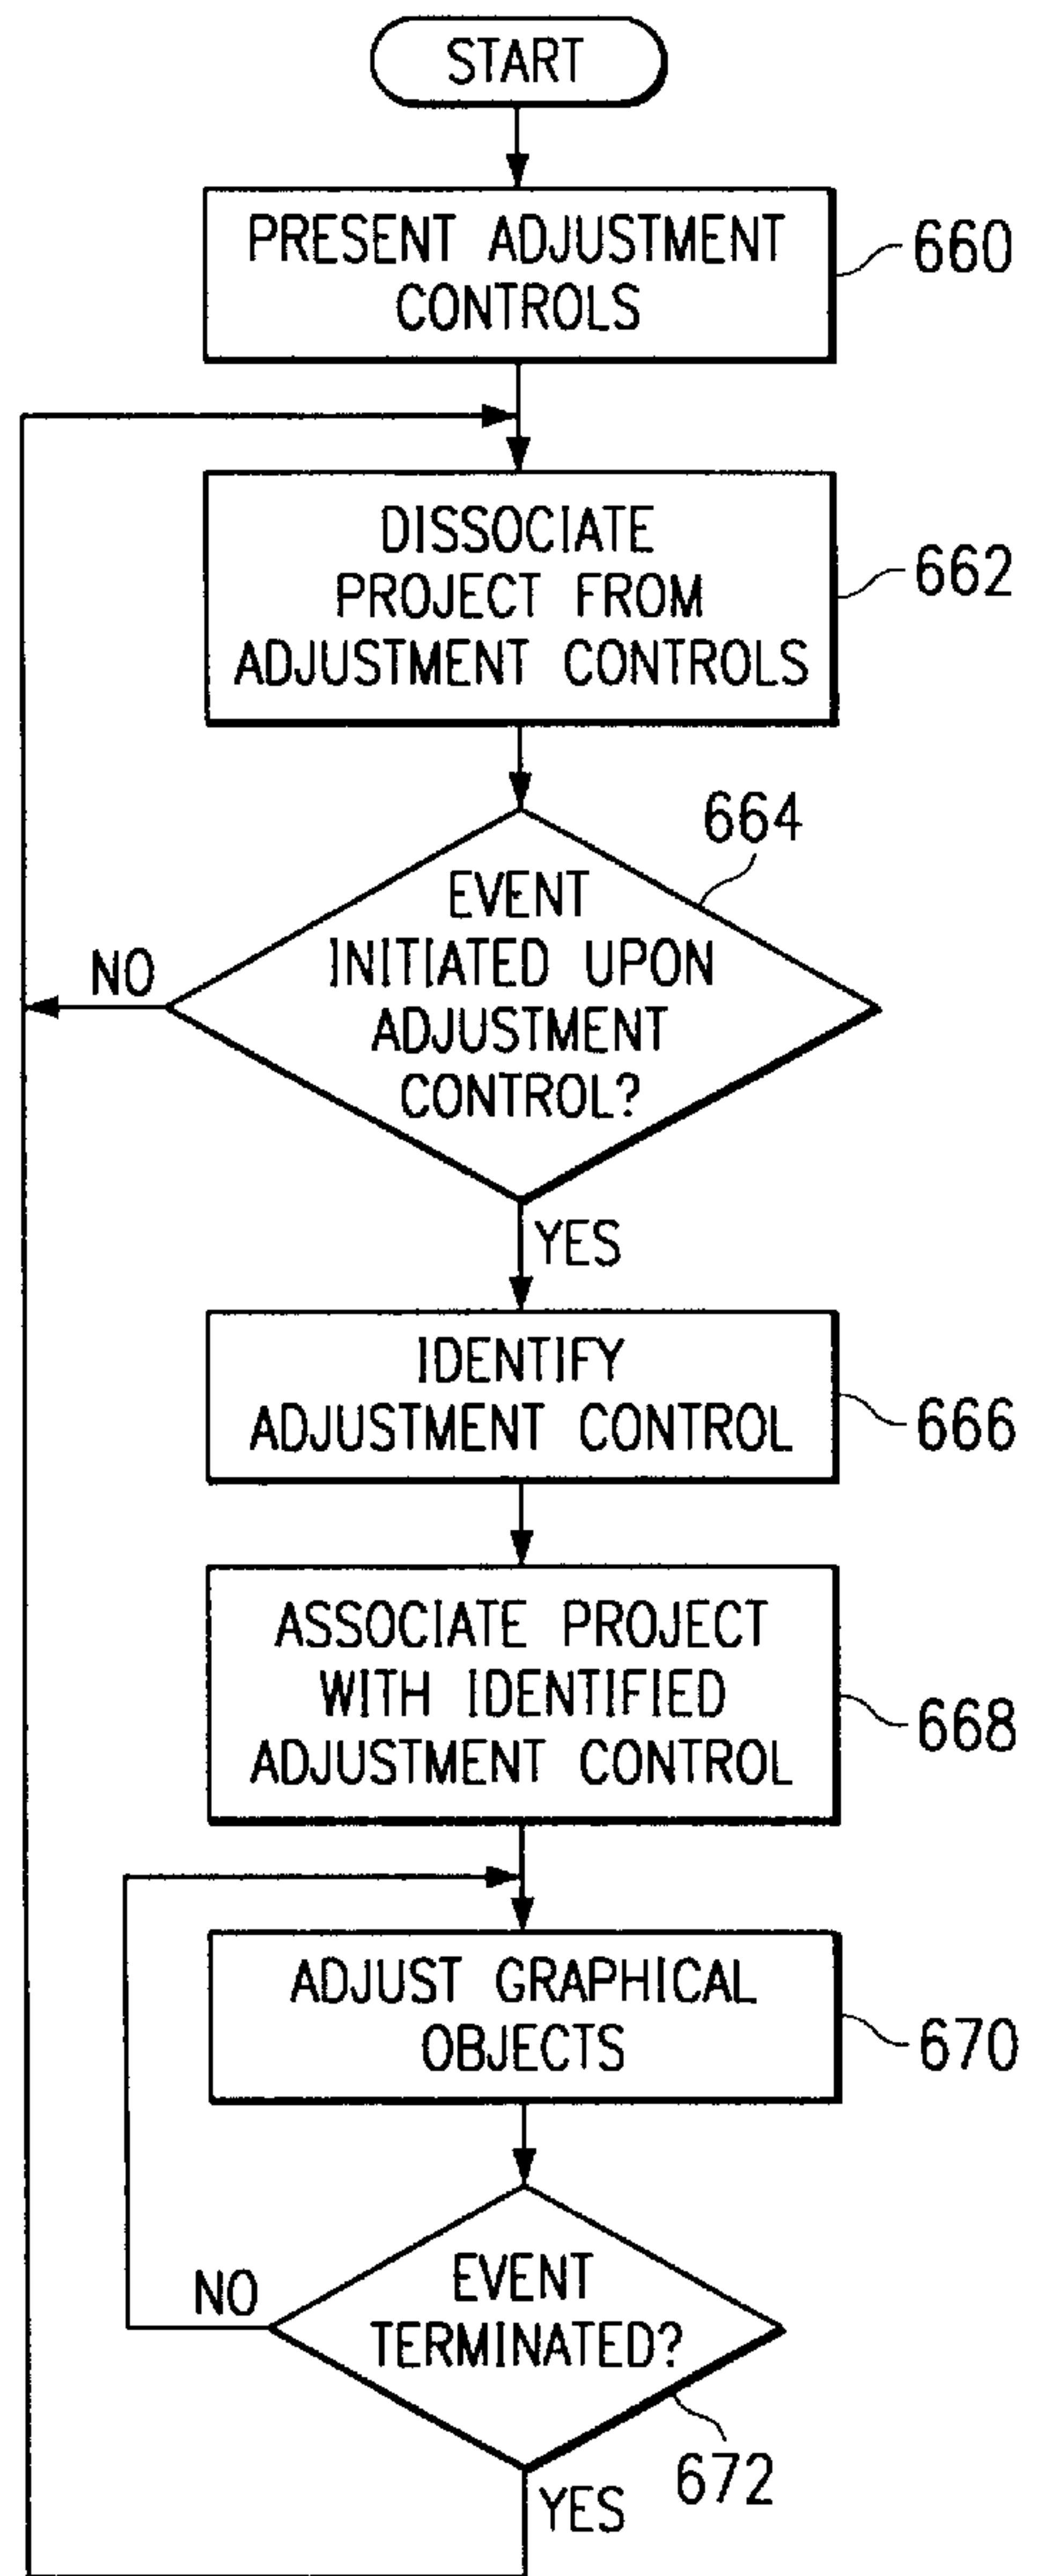 START
PRESENT ADJUSTMENT
CONTROLS
660
DISSOCIATE
PROJECT FROM
ADJUSTMENT CONTROLS
662
664
EVENT
INITIATED UPON
ADJUSTMENT
CONTROL?
NO
YES
IDENTIFY
ADJUSTMENT CONTROL
666
ASSOCIATE PROJECT
WITH IDENTIFIED
ADJUSTMENT CONTROL
668
ADJUST GRAPHICAL
OBJECTS
670
NO
EVENT
TERMINATED?
672
YES